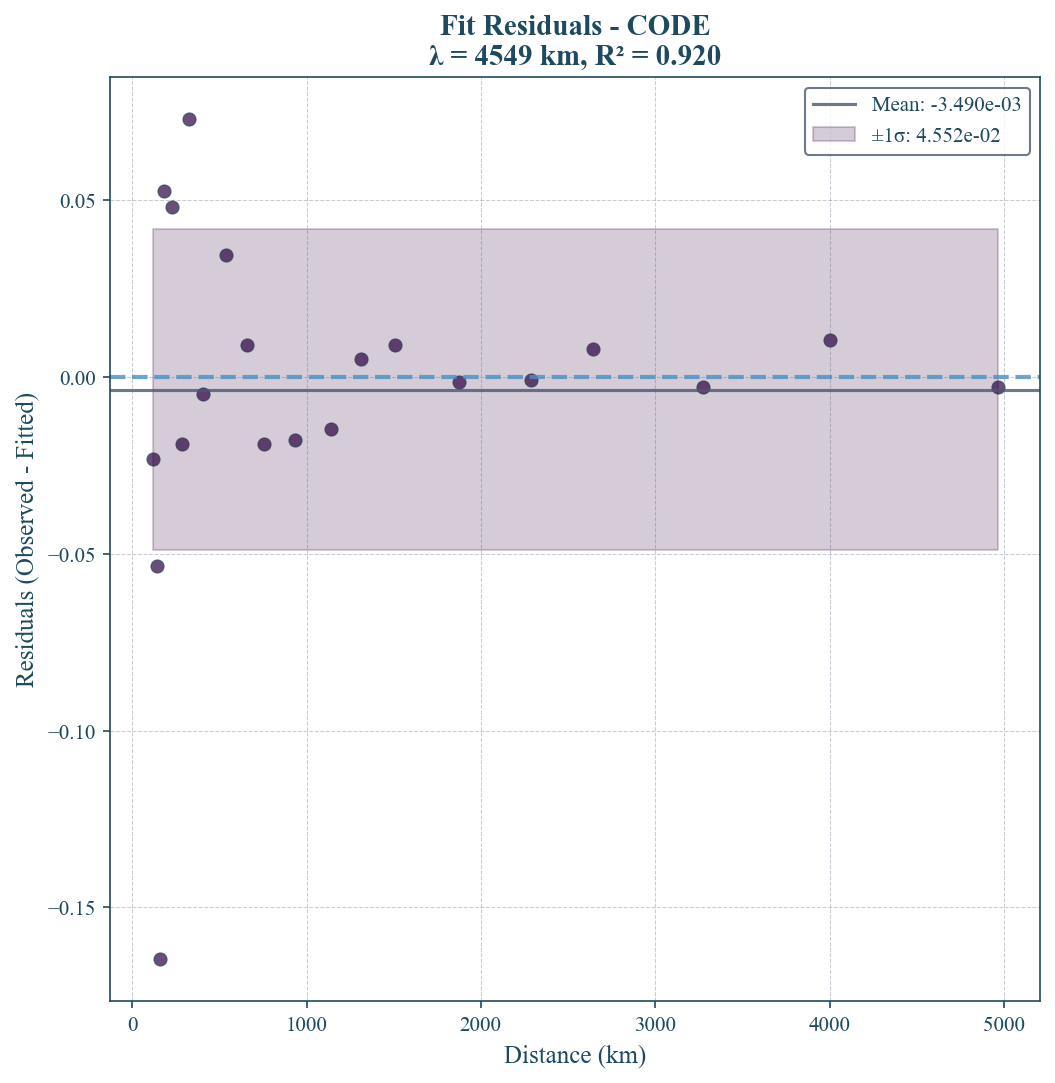 Fit Residuals - CODE
λ = 4549 km, R² = 0.920
Mean: -3.490e-03
±1σ: 4.552e-02
Residuals (Observed - Fitted)
0.05
0.00
−0.05
−0.10
−0.15
0
1000
2000
3000
4000
5000
Distance (km)